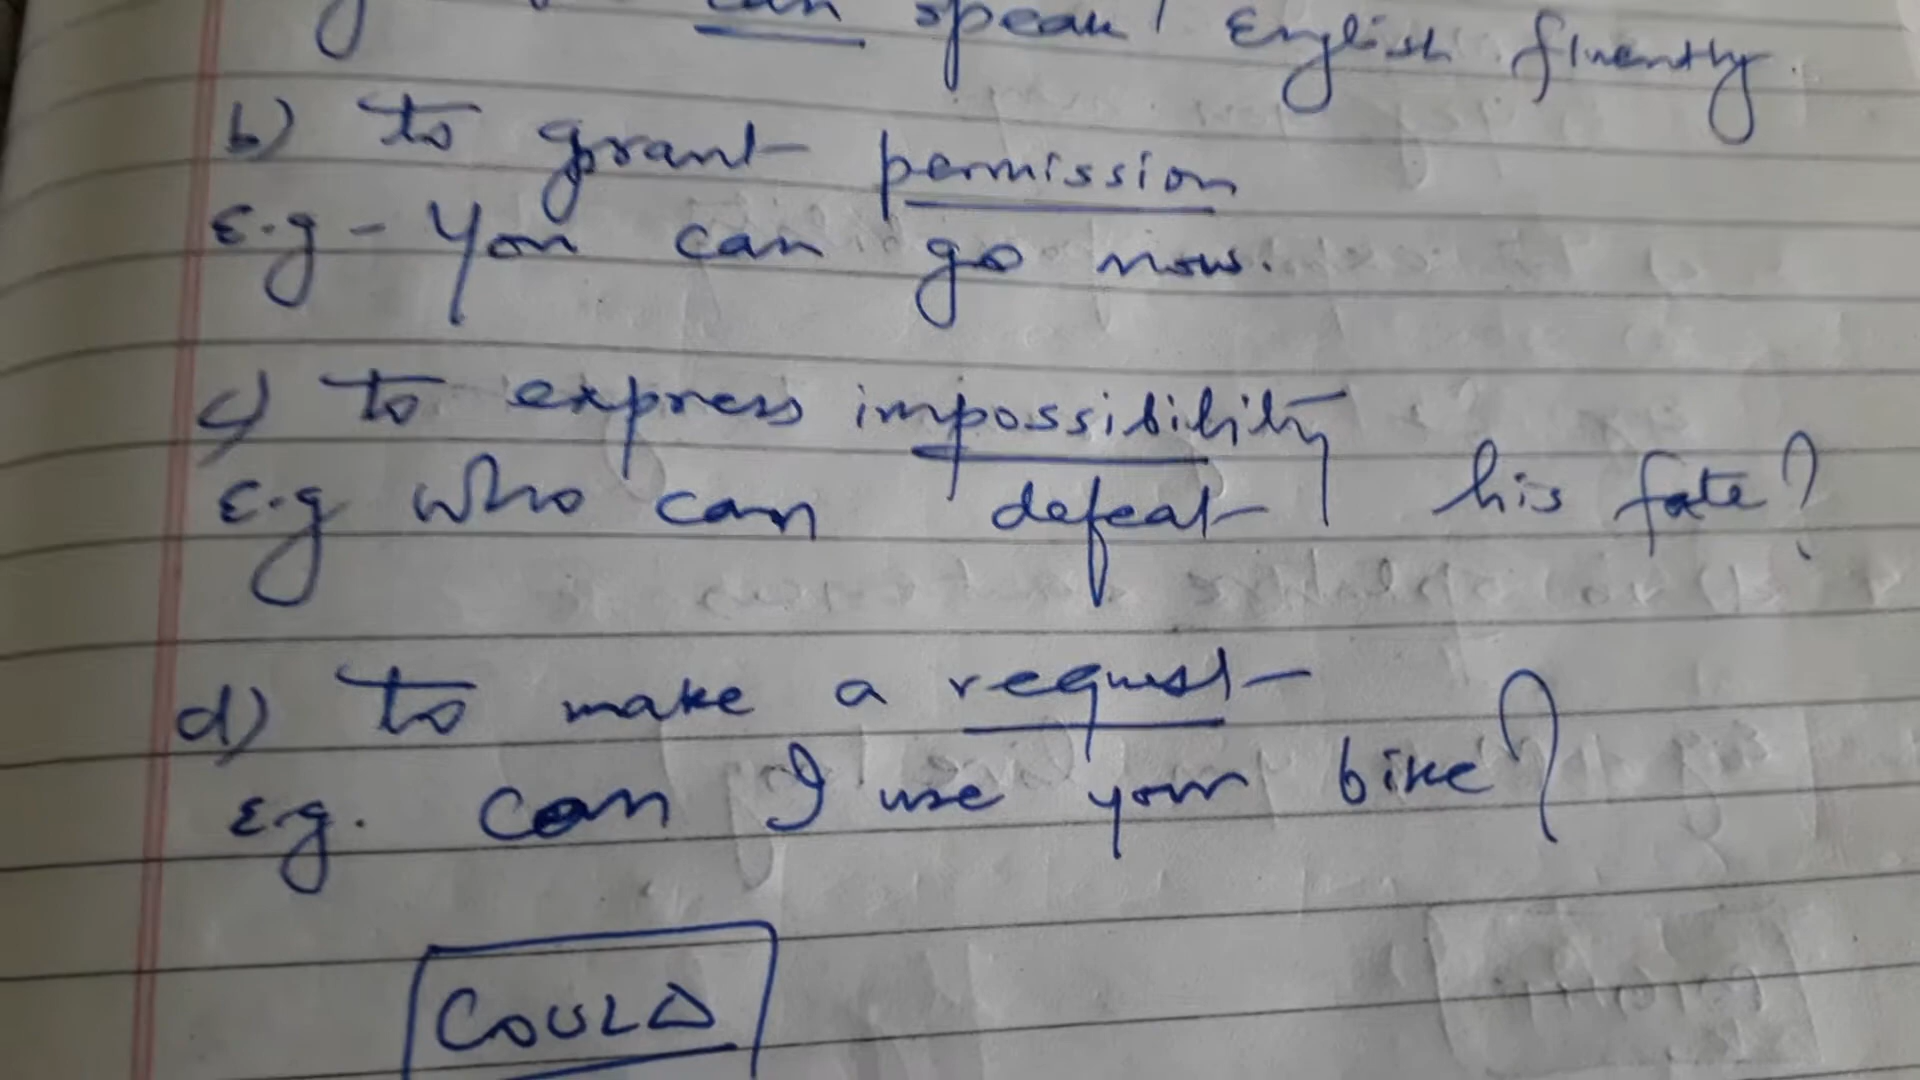 can speak English fluently.
b) to grant permission
E.g - You can go now.
c) to express impossibility
E.g who can defeat his fate?
d) to make a request
E.g. can I use your bike?
COULD